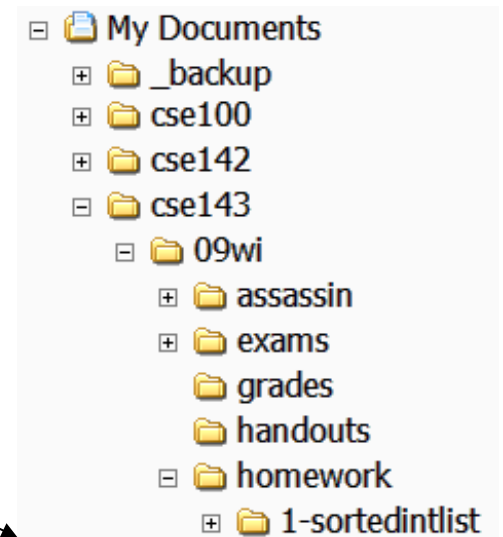 My Documents
_backup
cse100
cse142
cse143
09wi
assassin
exams
grades
handouts
homework
1-sortedintlist